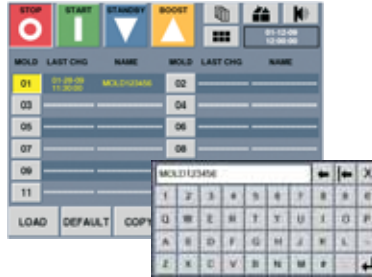 STOP START STANDBY BOOST
01-12-09
12:00:00
MOLD LAST CHG NAME MOLD LAST CHG NAME
01 01-28-09 11:30:00 MOLD123456 02
03 04
05 06
07 08
09
11
LOAD DEFAULT COPY
MOLD123456 X
1 2 3 4 5 6 7 8 9
Q W E R T Y U I O P
A S D F G H J K L -
Z X C V B N M #